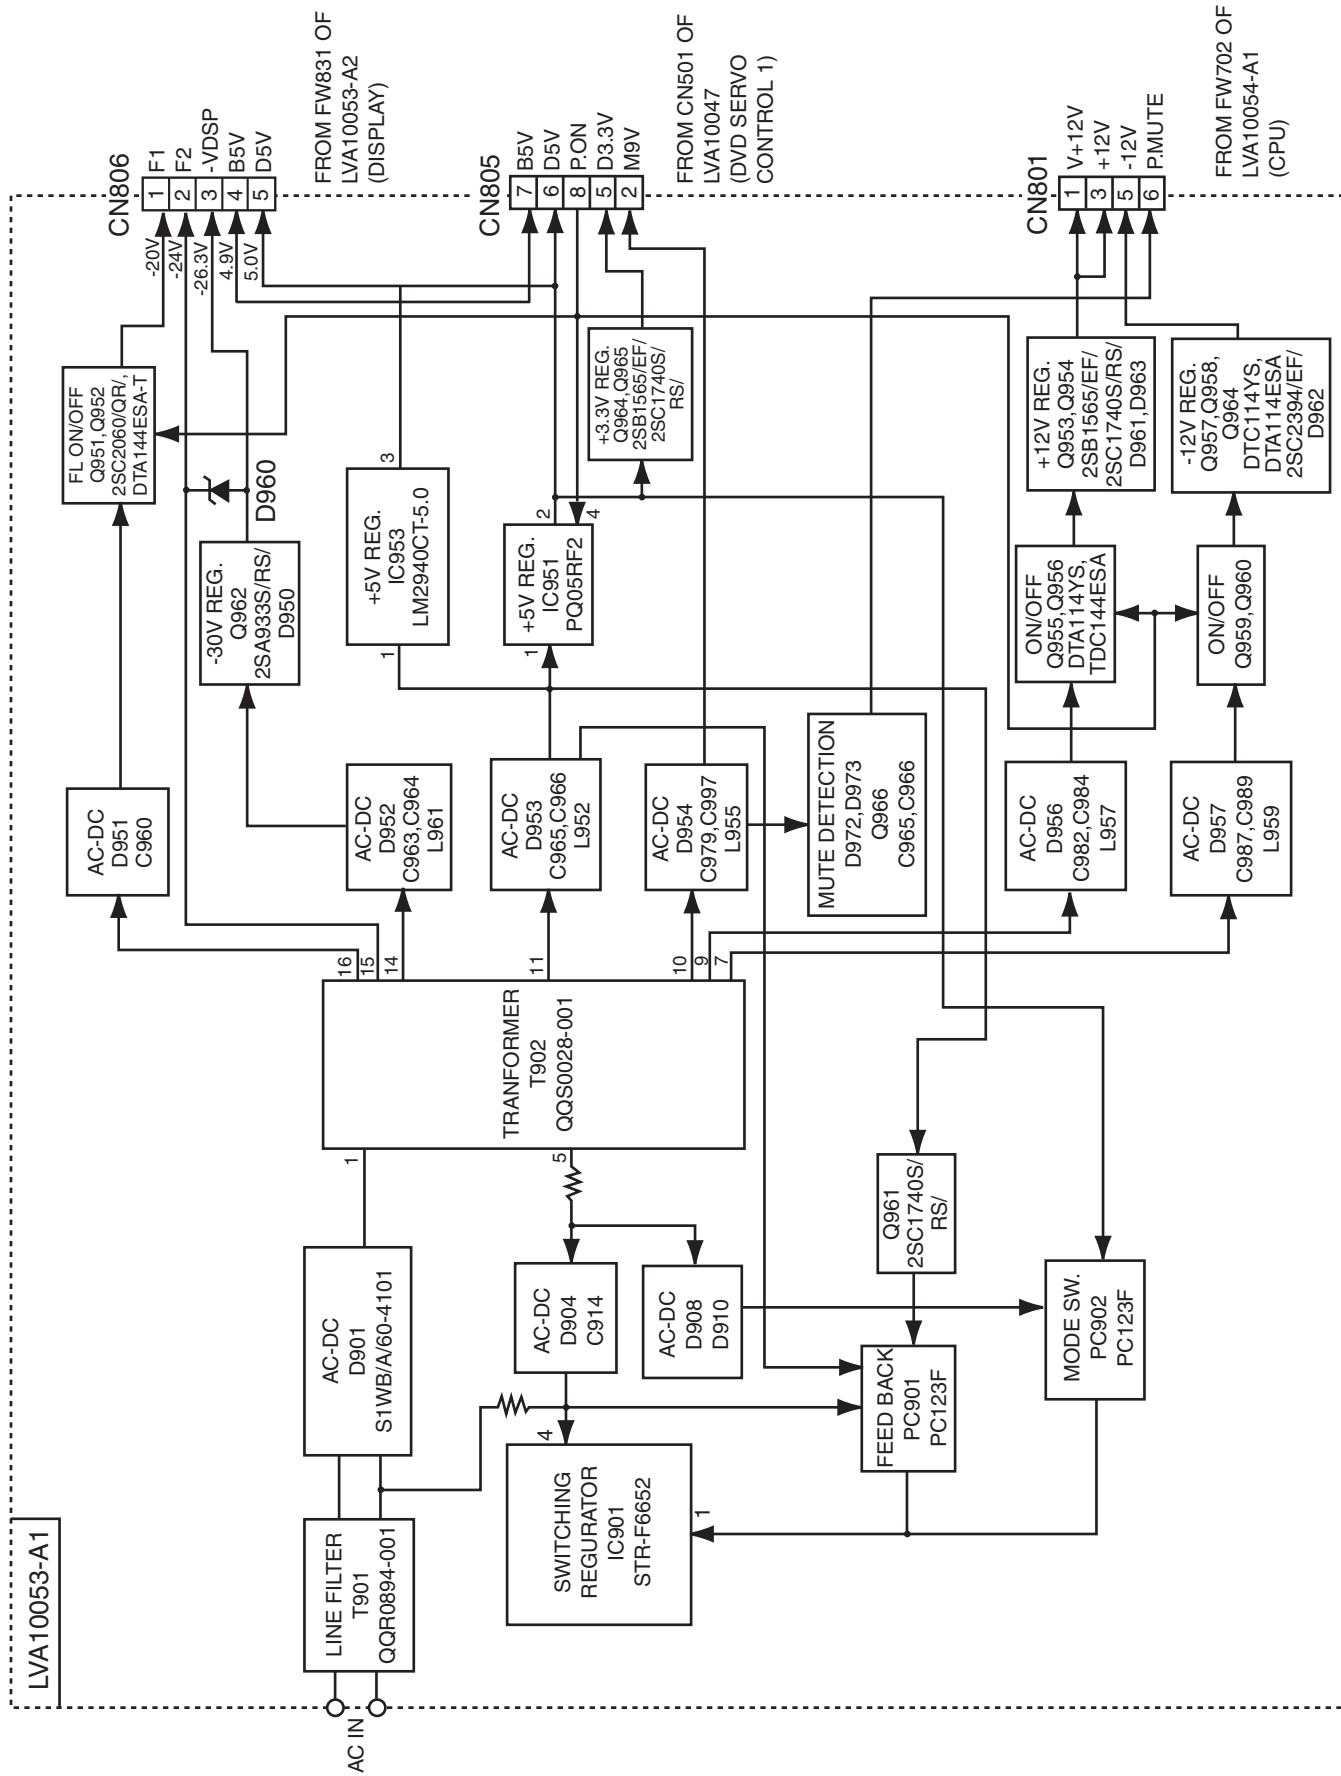 LVA10053-A1
AC IN
LINE FILTER
T901
QQR0894-001
AC-DC
D901
S1WB/A/60-4101
SWITCHING
REGURATOR
IC901
STR-F6652
4
1
AC-DC
D904
C914
AC-DC
D908
D910
FEED BACK
PC901
PC123F
Q961
2SC1740S/
RS/
MODE SW.
PC902
PC123F
1
5
TRANFORMER
T902
QQS0028-001
16
15
14
11
10
9
7
AC-DC
D951
C960
AC-DC
D952
C963,C964
L961
AC-DC
D953
C965,C966
L952
AC-DC
D954
C979,C997
L955
MUTE DETECTION
D972,D973
Q966
C965,C966
AC-DC
D956
C982,C984
L957
AC-DC
D957
C987,C989
L959
-30V REG.
Q962
2SA933S/RS/
D950
D960
1
+5V REG.
IC953
LM2940CT-5.0
3
1
+5V REG.
IC951
PQ05RF2
2
4
ON/OFF
Q955,Q956
DTA114YS,
TDC144ESA
ON/OFF
Q959,Q960
FL ON/OFF
Q951,Q952
2SC2060/QR/,
DTA144ESA-T
+3.3V REG.
Q964,Q965
2SB1565/EF/
2SC1740S/
RS/
+12V REG.
Q953,Q954
2SB1565/EF/
2SC1740S/RS/
D961,D963
-12V REG.
Q957,Q958,
Q964
DTC114YS,
DTA114ESA
2SC2394/EF/
D962
-20V
-24V
-26.3V
4.9V
5.0V
CN806
1 F1
2 F2
3 -VDSP
4 B5V
5 D5V
FROM FW831 OF
LVA10053-A2
(DISPLAY)
CN805
7 B5V
6 D5V
8 P.ON
5 D3.3V
2 M9V
FROM CN501 OF
LVA10047
(DVD SERVO
CONTROL 1)
CN801
1 V+12V
3 +12V
5 -12V
6 P.MUTE
FROM FW702 OF
LVA10054-A1
(CPU)